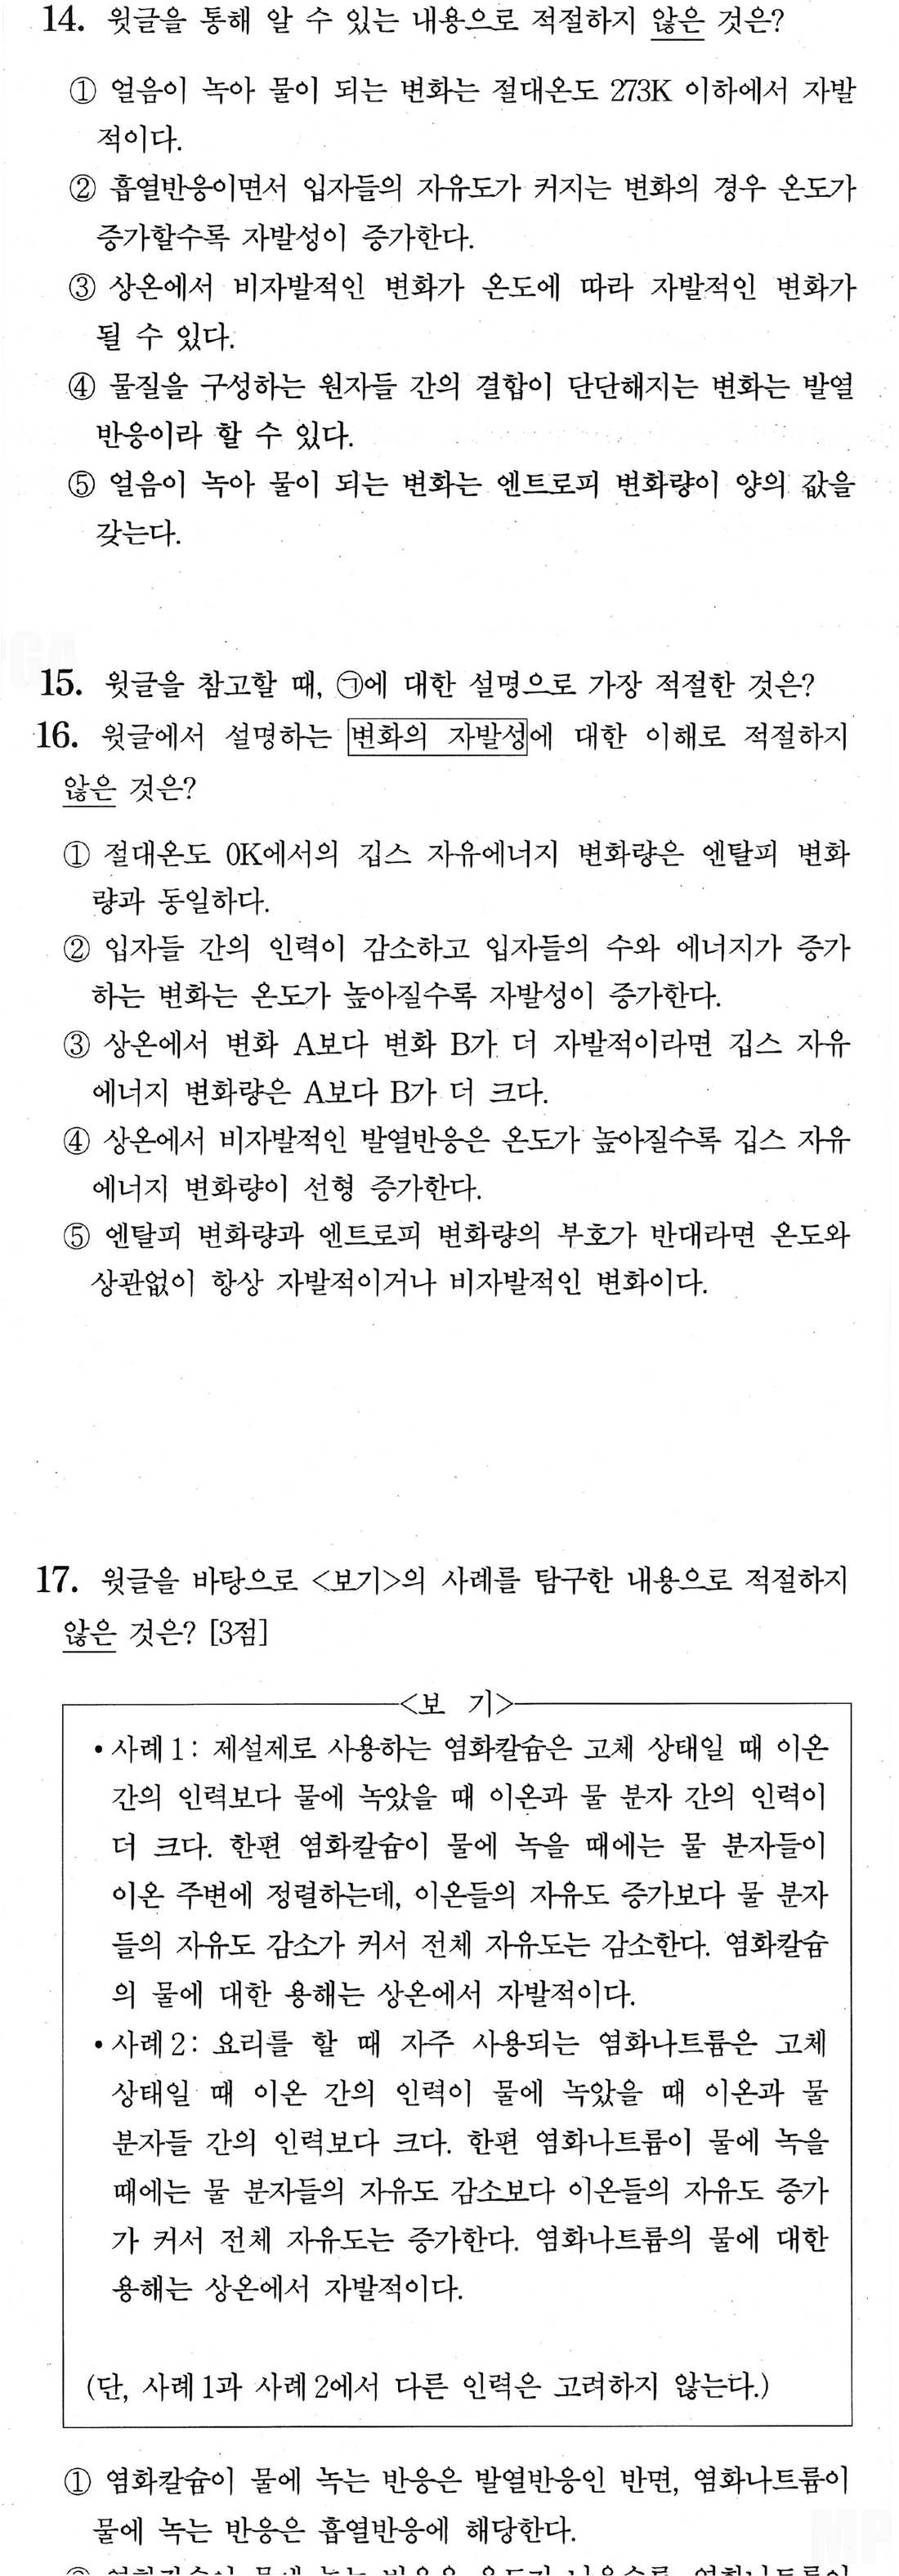 14. 윗글을 통해 알 수 있는 내용으로 적절하지 않은 것은?
① 얼음이 녹아 물이 되는 변화는 절대온도 273K 이하에서 자발
적이다.
② 흡열반응이면서 입자들의 자유도가 커지는 변화의 경우 온도가
증가할수록 자발성이 증가한다.
③ 상온에서 비자발적인 변화가 온도에 따라 자발적인 변화가
될 수 있다.
④ 물질을 구성하는 원자들 간의 결합이 단단해지는 변화는 발열
반응이라 할 수 있다.
⑤ 얼음이 녹아 물이 되는 변화는 엔트로피 변화량이 양의 값을
갖는다.
15. 윗글을 참고할 때, ㉠에 대한 설명으로 가장 적절한 것은?
16. 윗글에서 설명하는 변화의 자발성에 대한 이해로 적절하지
않은 것은?
① 절대온도 0K에서의 깁스 자유에너지 변화량은 엔탈피 변화
량과 동일하다.
② 입자들 간의 인력이 감소하고 입자들의 수와 에너지가 증가
하는 변화는 온도가 높아질수록 자발성이 증가한다.
③ 상온에서 변화 A보다 변화 B가 더 자발적이라면 깁스 자유
에너지 변화량은 A보다 B가 더 크다.
④ 상온에서 비자발적인 발열반응은 온도가 높아질수록 깁스 자유
에너지 변화량이 선형 증가한다.
⑤ 엔탈피 변화량과 엔트로피 변화량의 부호가 반대라면 온도와
상관없이 항상 자발적이거나 비자발적인 변화이다.
17. 윗글을 바탕으로 <보기>의 사례를 탐구한 내용으로 적절하지
않은 것은? [3점]
<보 기>
• 사례 1: 제설제로 사용하는 염화칼슘은 고체 상태일 때 이온
간의 인력보다 물에 녹았을 때 이온과 물 분자 간의 인력이
더 크다. 한편 염화칼슘이 물에 녹을 때에는 물 분자들이
이온 주변에 정렬하는데, 이온들의 자유도 증가보다 물 분자
들의 자유도 감소가 커서 전체 자유도는 감소한다. 염화칼슘
의 물에 대한 용해는 상온에서 자발적이다.
• 사례 2: 요리를 할 때 자주 사용되는 염화나트륨은 고체
상태일 때 이온 간의 인력이 물에 녹았을 때 이온과 물
분자들 간의 인력보다 크다. 한편 염화나트륨이 물에 녹을
때에는 물 분자들의 자유도 감소보다 이온들의 자유도 증가
가 커서 전체 자유도는 증가한다. 염화나트륨의 물에 대한
용해는 상온에서 자발적이다.
(단, 사례 1과 사례 2에서 다른 인력은 고려하지 않는다.)
① 염화칼슘이 물에 녹는 반응은 발열반응인 반면, 염화나트륨이
물에 녹는 반응은 흡열반응에 해당한다.